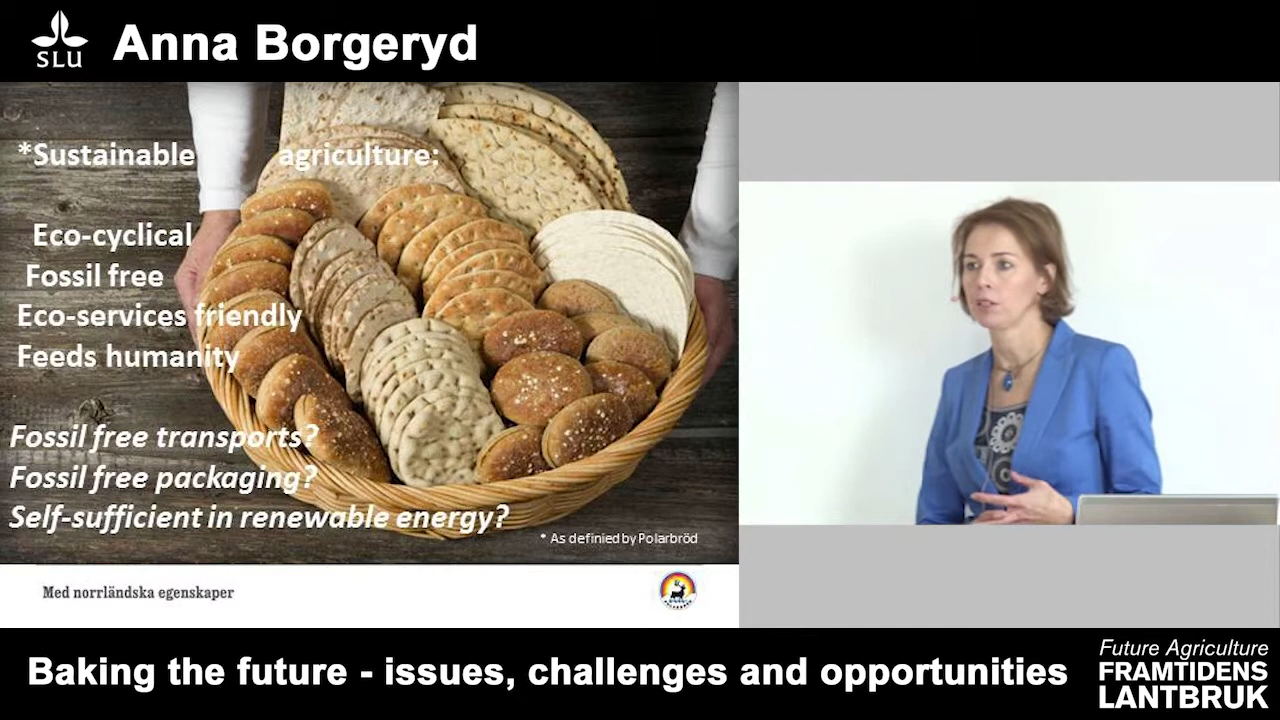 SLU
Anna Borgeryd
*Sustainable agriculture:
Eco-cyclical
Fossil free
Eco-services friendly
Feeds humanity
Fossil free transports?
Fossil free packaging?
Self-sufficient in renewable energy?
* As definied by Polarbröd
Med norrländska egenskaper
Baking the future - issues, challenges and opportunities
Future Agriculture
FRAMTIDENS
LANTBRUK